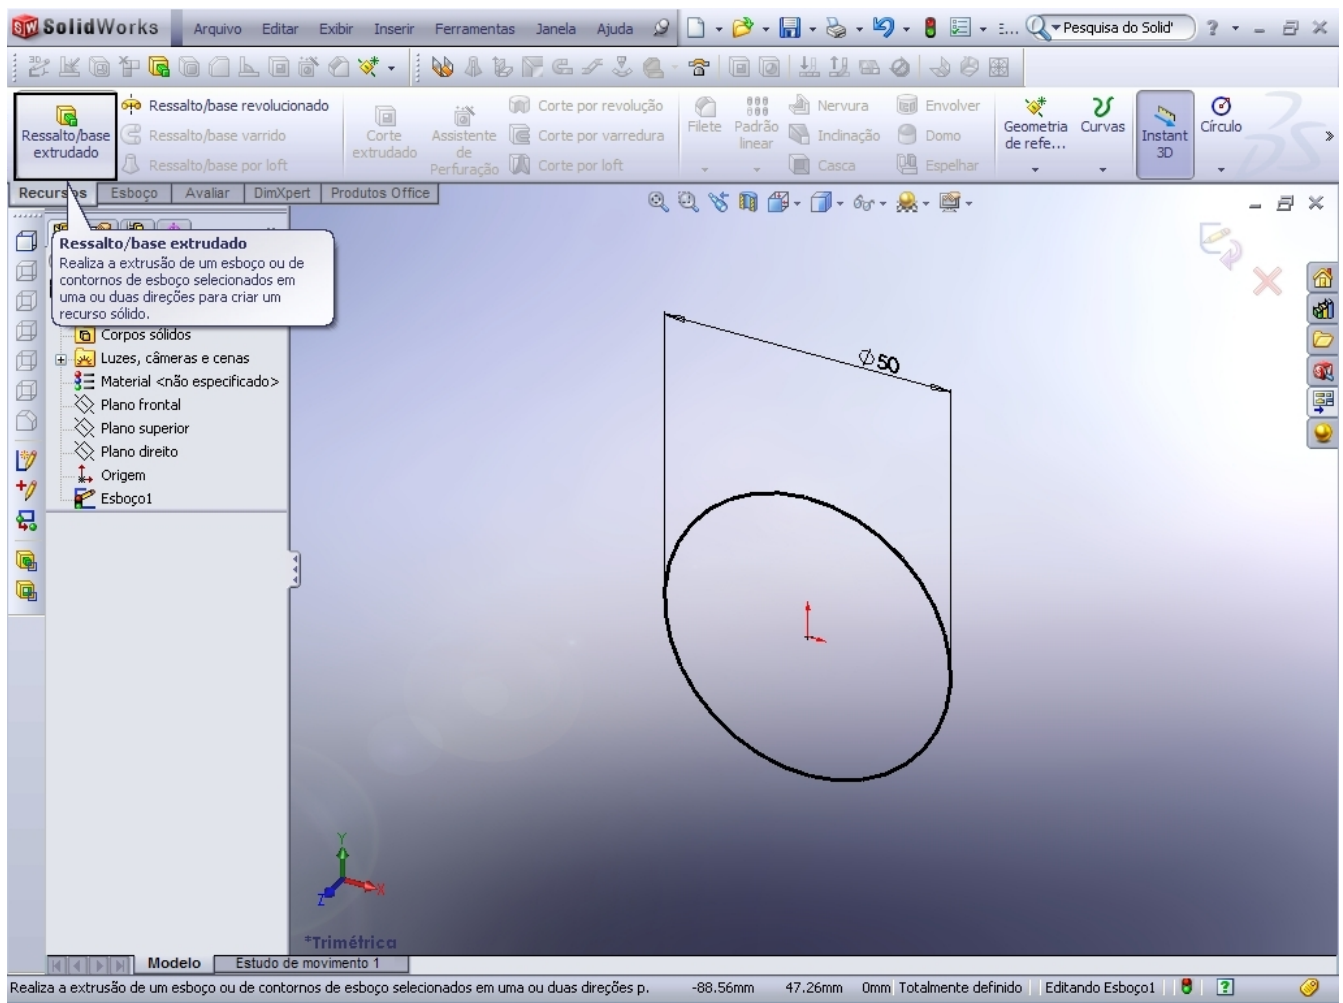 SolidWorks Arquivo Editar Exibir Inserir Ferramentas Janela Ajuda E... Pesquisa do Solid' ?
Ressalto/base extrudado
Ressalto/base revolucionado
Ressalto/base varrido
Ressalto/base por loft
Corte extrudado
Assistente de Perfuração
Corte por revolução
Corte por varredura
Corte por loft
Filete
Padrão linear
Nervura
Inclinação
Casca
Envolver
Domo
Espelhar
Geometria de refe...
Curvas
Instant 3D
Círculo
»
Recursos Esboço Avaliar DimXpert Produtos Office
Ressalto/base extrudado
Realiza a extrusão de um esboço ou de
contornos de esboço selecionados em
uma ou duas direções para criar um
recurso sólido.
Corpos sólidos
Luzes, câmeras e cenas
Material <não especificado>
Plano frontal
Plano superior
Plano direito
Origem
Esboço1
Ø50
Y
X
Z
*Trimétrica
Modelo Estudo de movimento 1
Realiza a extrusão de um esboço ou de contornos de esboço selecionados em uma ou duas direções p. -88.56mm 47.26mm 0mm Totalmente definido Editando Esboço1 ?